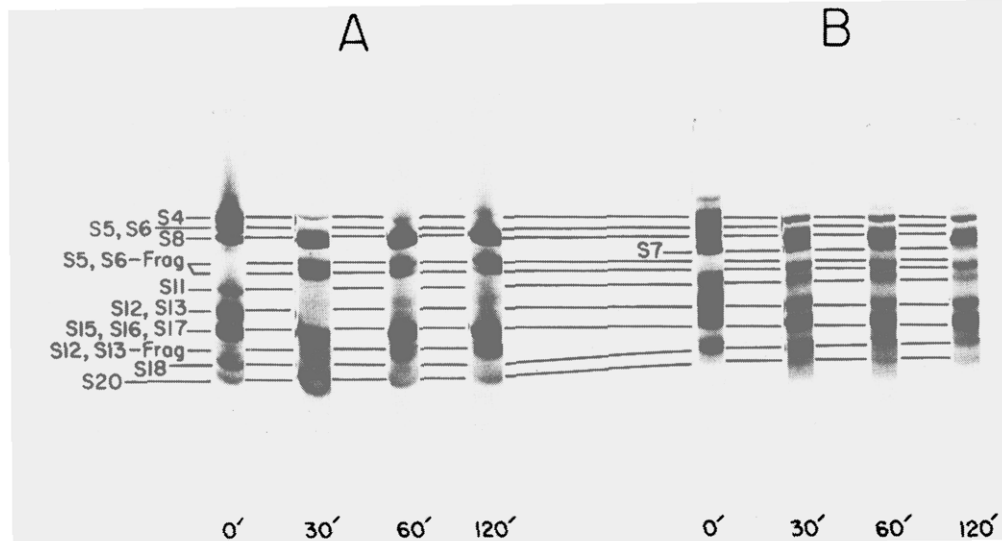 A B
S4
S5, S6
S8
S7
S5, S6-Frag
S11
S12, S13
S15, S16, S17
S12, S13-Frag
S18
S20
0′ 30′ 60′ 120′ 0′ 30′ 60′ 120′